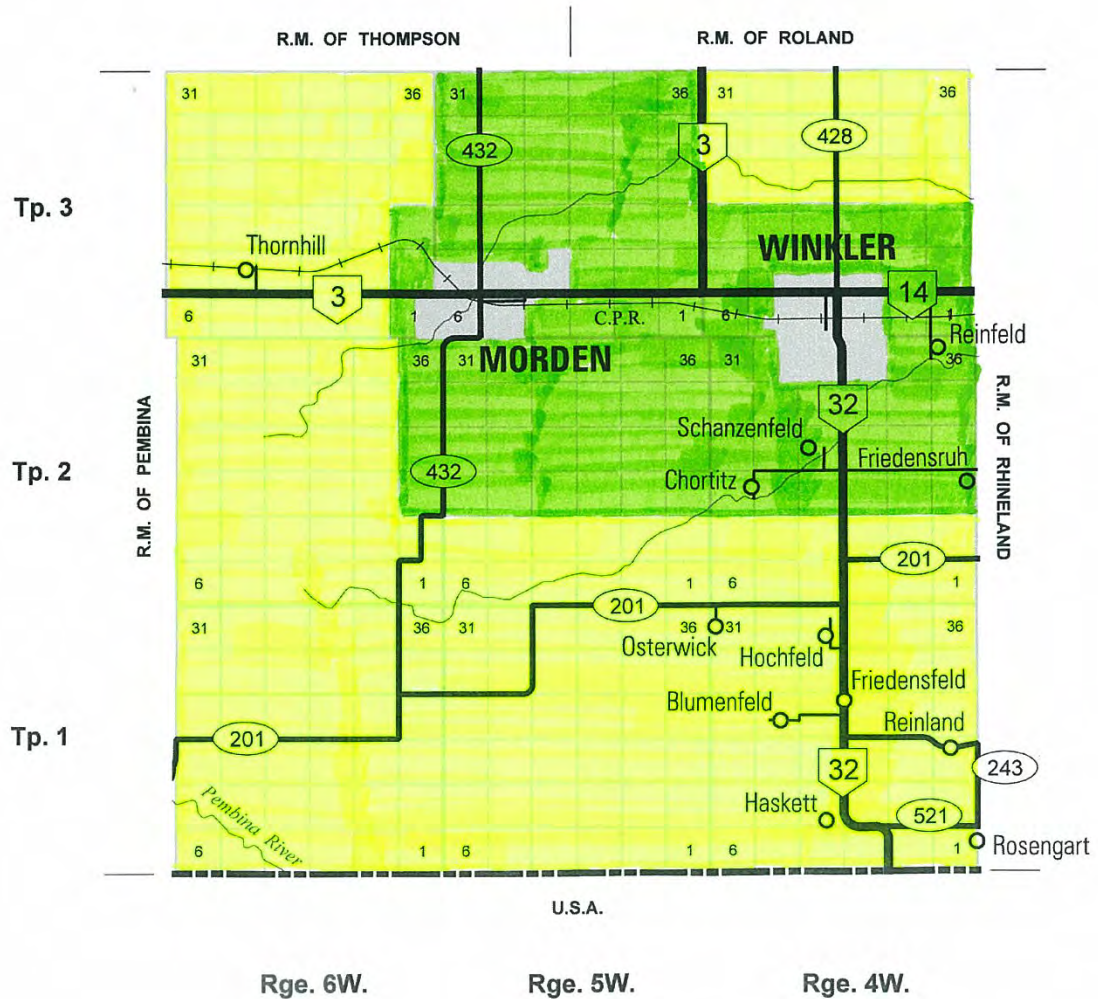 R.M. OF THOMPSON
R.M. OF ROLAND
31
36
31
36
31
36
432
3
428
Tp. 3
Thornhill
WINKLER
3
14
6
1
6
C.P.R.
1
6
1
Reinfeld
31
36
31
MORDEN
36
31
36
R.M. OF PEMBINA
R.M. OF RHINELAND
32
Schanzenfeld
Friedensruh
Tp. 2
432
Chortitz
201
6
1
6
1
6
1
201
31
36
31
36
31
36
Osterwick
Hochfeld
Friedensfeld
Blumenfeld
Reinland
Tp. 1
201
32
243
Pembina River
Haskett
521
6
1
6
1
6
1
Rosengart
U.S.A.
Rge. 6W.
Rge. 5W.
Rge. 4W.